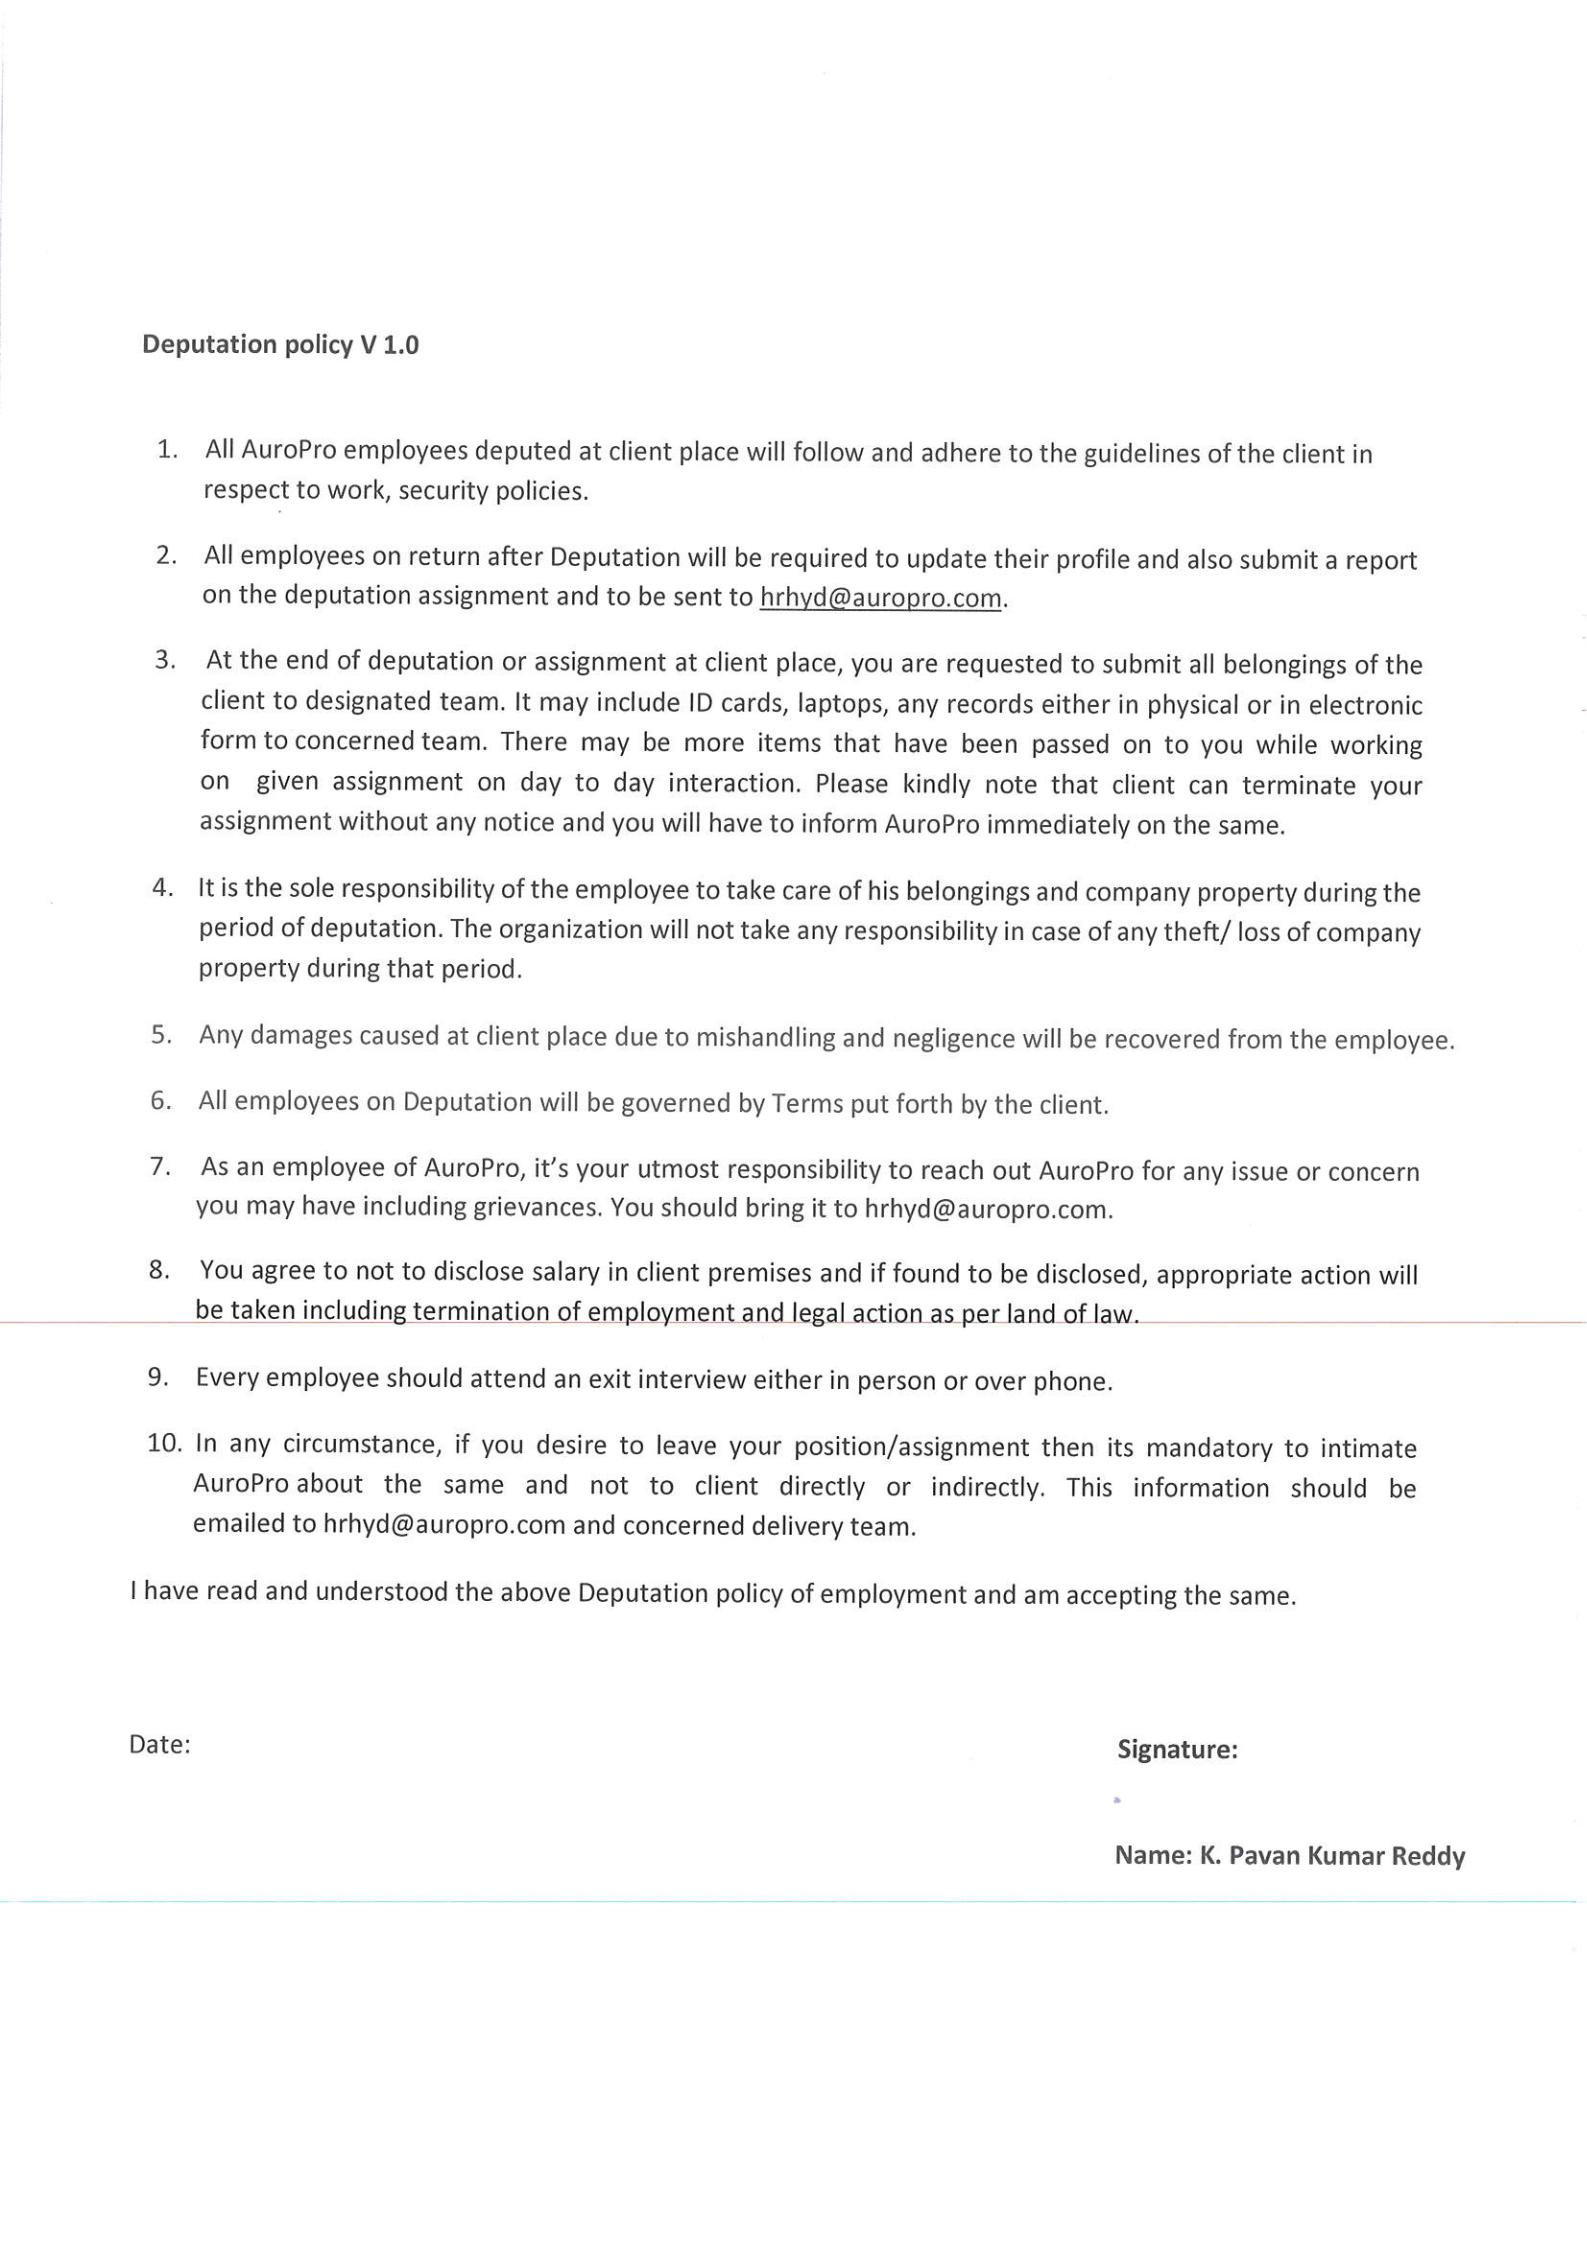 Deputation policy V 1.0
1. All AuroPro employees deputed at client place will follow and adhere to the guidelines of the client in
respect to work, security policies.
2. All employees on return after Deputation will be required to update their profile and also submit a report
on the deputation assignment and to be sent to hrhyd@auropro.com.
3. At the end of deputation or assignment at client place, you are requested to submit all belongings of the
client to designated team. It may include ID cards, laptops, any records either in physical or in electronic
form to concerned team. There may be more items that have been passed on to you while working
on given assignment on day to day interaction. Please kindly note that client can terminate your
assignment without any notice and you will have to inform AuroPro immediately on the same.
4. It is the sole responsibility of the employee to take care of his belongings and company property during the
period of deputation. The organization will not take any responsibility in case of any theft/ loss of company
property during that period.
5. Any damages caused at client place due to mishandling and negligence will be recovered from the employee.
6. All employees on Deputation will be governed by Terms put forth by the client.
7. As an employee of AuroPro, it’s your utmost responsibility to reach out AuroPro for any issue or concern
you may have including grievances. You should bring it to hrhyd@auropro.com.
8. You agree to not to disclose salary in client premises and if found to be disclosed, appropriate action will
be taken including termination of employment and legal action as per land of law.
9. Every employee should attend an exit interview either in person or over phone.
10. In any circumstance, if you desire to leave your position/assignment then its mandatory to intimate
AuroPro about the same and not to client directly or indirectly. This information should be
emailed to hrhyd@auropro.com and concerned delivery team.
I have read and understood the above Deputation policy of employment and am accepting the same.
Date:
Signature:
Name: K. Pavan Kumar Reddy